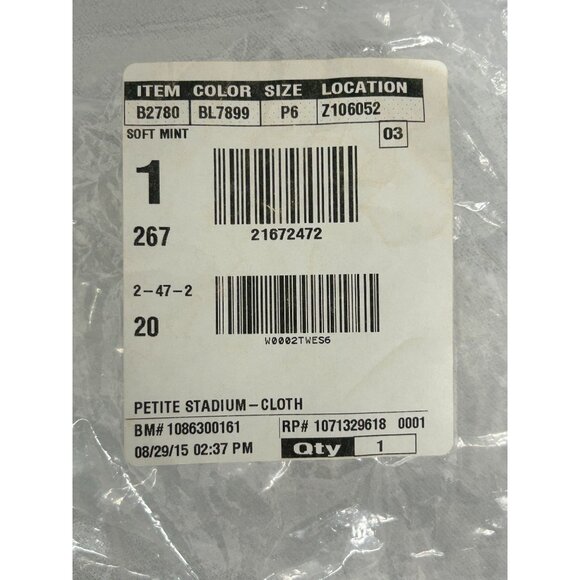 ITEM COLOR SIZE LOCATION
B2780 BL7899 P6 Z106052
SOFT MINT 03
1
267
21672472
2-47-2
20
W0002TWES6
PETITE STADIUM-CLOTH
BM# 1086300161 RP# 1071329618 0001
08/29/15 02:37 PM Qty 1